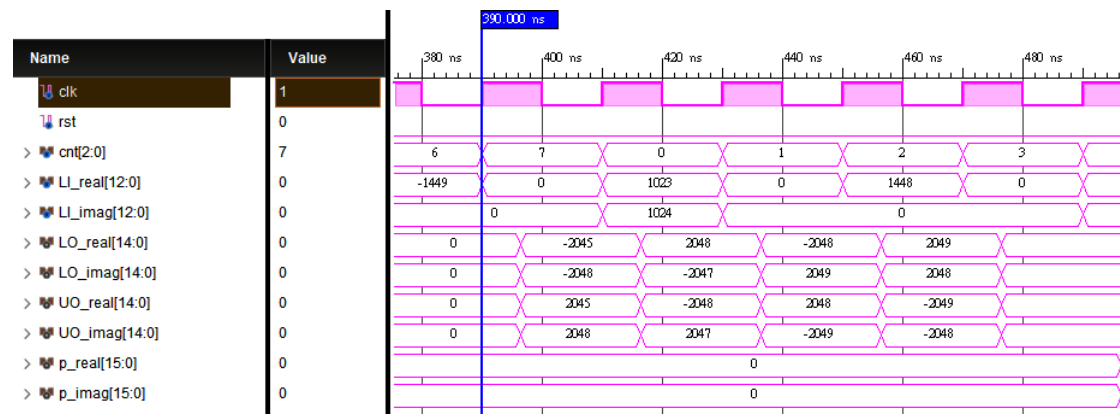 390.000 ns
Name Value 380 ns 400 ns 420 ns 440 ns 460 ns 480 ns
clk 1
rst 0
> cnt[2:0] 7 6 7 0 1 2 3
> LI_real[12:0] 0 -1449 0 1023 0 1448 0
> LI_imag[12:0] 0 0 1024 0
> LO_real[14:0] 0 0 -2045 2048 -2048 2049
> LO_imag[14:0] 0 0 -2048 -2047 2049 2048
> UO_real[14:0] 0 0 2045 -2048 2048 -2049
> UO_imag[14:0] 0 0 2048 2047 -2049 -2048
> p_real[15:0] 0 0
> p_imag[15:0] 0 0